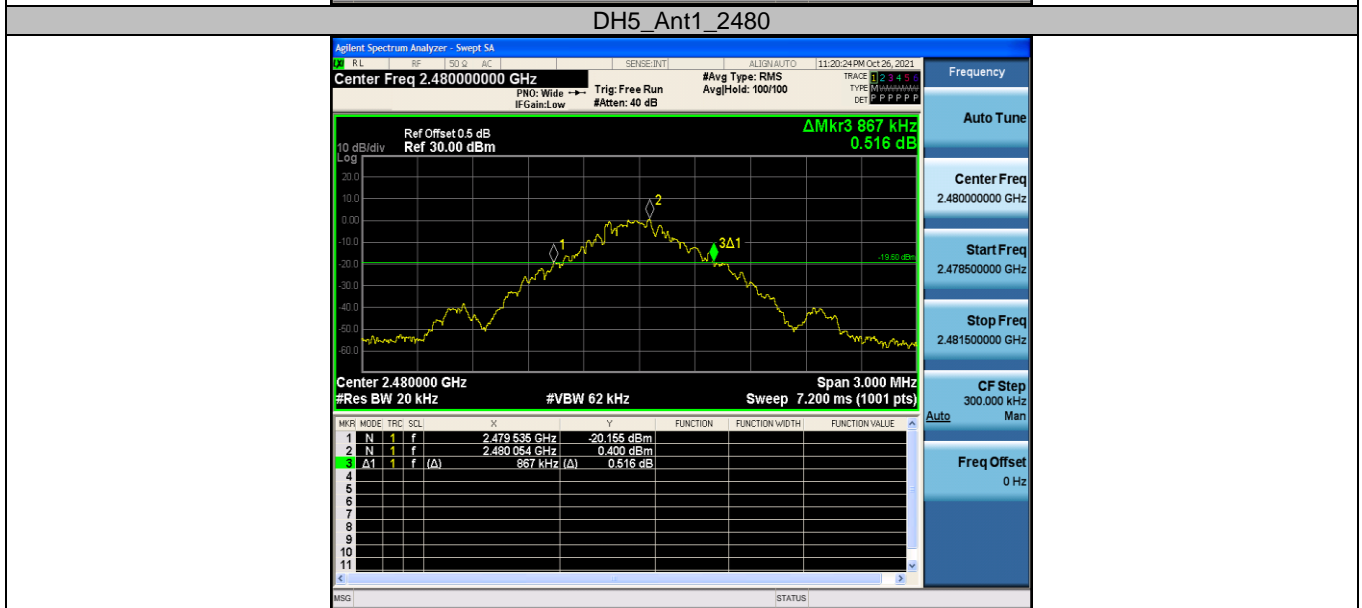 DH5_Ant1_2480
Agilent Spectrum Analyzer - Swept SA
RL RF 50 Ω AC SENSE:INT ALIGN AUTO 11:20:24 PM Oct 26, 2021
Center Freq 2.480000000 GHz
PNO: Wide
IFGain:Low
Trig: Free Run
#Atten: 40 dB
#Avg Type: RMS
Avg|Hold: 100/100
TRACE 1 2 3 4 5 6
TYPE M
DET P P P P P P
Frequency
Auto Tune
Center Freq
2.480000000 GHz
Start Freq
2.478500000 GHz
Stop Freq
2.481500000 GHz
CF Step
300.000 kHz
Auto Man
Freq Offset
0 Hz
ΔMkr3 867 kHz
0.516 dB
Ref Offset 0.5 dB
10 dB/div Ref 30.00 dBm
Log
20.0
10.0
0.00
-10.0
-20.0
-30.0
-40.0
-50.0
-60.0
1
2
3Δ1
-19.60 dBm
Center 2.480000 GHz Span 3.000 MHz
#Res BW 20 kHz #VBW 62 kHz Sweep 7.200 ms (1001 pts)
MKR MODE TRC SCL X Y FUNCTION FUNCTION WIDTH FUNCTION VALUE
1 N 1 f 2.479 535 GHz -20.155 dBm
2 N 1 f 2.480 054 GHz 0.400 dBm
3 Δ1 1 f (Δ) 867 kHz (Δ) 0.516 dB
4
5
6
7
8
9
10
11
MSG STATUS